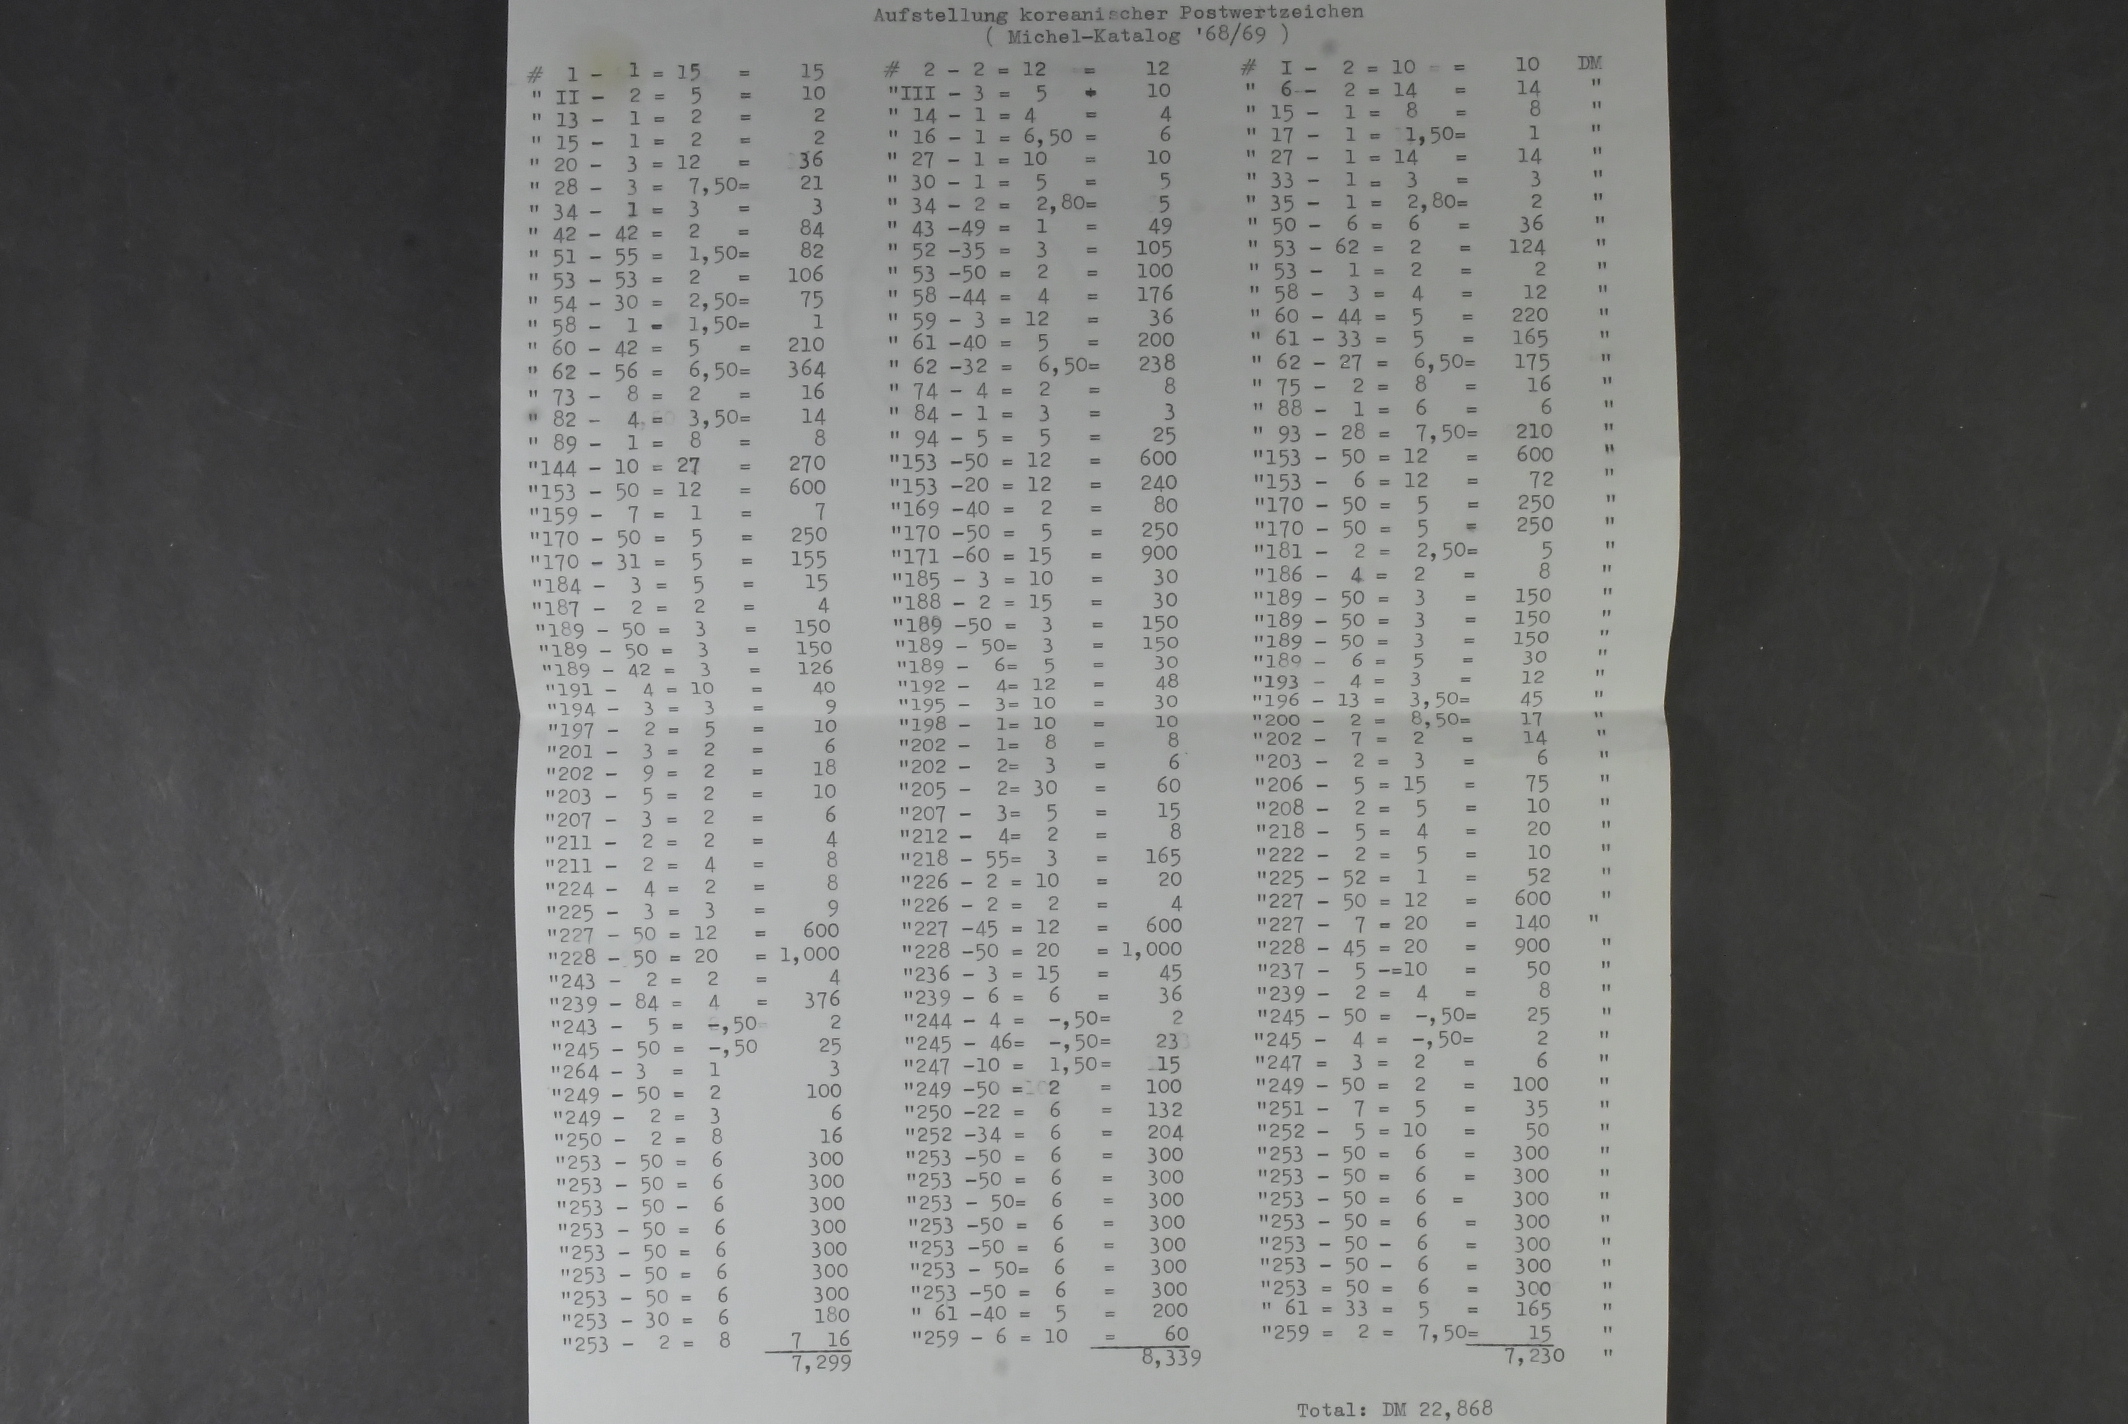 Aufstellung koreanischer Postwertzeichen
( Michel-Katalog '68/69 )
# 1 - 1 = 15 = 15 # 2 - 2 = 12 = 12 # I - 2 = 10 = 10 DM
" II - 2 = 5 = 10 "III - 3 = 5 = 10 " 6 - 2 = 14 = 14 "
" 13 - 1 = 2 = 2 " 14 - 1 = 4 = 4 " 15 - 1 = 8 = 8 "
" 15 - 1 = 2 = 2 " 16 - 1 = 6,50 = 6 " 17 - 1 = 1,50= 1 "
" 20 - 3 = 12 = 36 " 27 - 1 = 10 = 10 " 27 - 1 = 14 = 14 "
" 28 - 3 = 7,50= 21 " 30 - 1 = 5 = 5 " 33 - 1 = 3 = 3 "
" 34 - 1 = 3 = 3 " 34 - 2 = 2,80= 5 " 35 - 1 = 2,80= 2 "
" 42 - 42 = 2 = 84 " 43 -49 = 1 = 49 " 50 - 6 = 6 = 36 "
" 51 - 55 = 1,50= 82 " 52 -35 = 3 = 105 " 53 - 62 = 2 = 124 "
" 53 - 53 = 2 = 106 " 53 -50 = 2 = 100 " 53 - 1 = 2 = 2 "
" 54 - 30 = 2,50= 75 " 58 -44 = 4 = 176 " 58 - 3 = 4 = 12 "
" 58 - 1 - 1,50= 1 " 59 - 3 = 12 = 36 " 60 - 44 = 5 = 220 "
" 60 - 42 = 5 = 210 " 61 -40 = 5 = 200 " 61 - 33 = 5 = 165 "
" 62 - 56 = 6,50= 364 " 62 -32 = 6,50= 238 " 62 - 27 = 6,50= 175 "
" 73 - 8 = 2 = 16 " 74 - 4 = 2 = 8 " 75 - 2 = 8 = 16 "
" 82 - 4 = 3,50= 14 " 84 - 1 = 3 = 3 " 88 - 1 = 6 = 6 "
" 89 - 1 = 8 = 8 " 94 - 5 = 5 = 25 " 93 - 28 = 7,50= 210 "
"144 - 10 = 27 = 270 "153 -50 = 12 = 600 "153 - 50 = 12 = 600 "
"153 - 50 = 12 = 600 "153 -20 = 12 = 240 "153 - 6 = 12 = 72 "
"159 - 7 = 1 = 7 "169 -40 = 2 = 80 "170 - 50 = 5 = 250 "
"170 - 50 = 5 = 250 "170 -50 = 5 = 250 "170 - 50 = 5 = 250 "
"170 - 31 = 5 = 155 "171 -60 = 15 = 900 "181 - 2 = 2,50= 5 "
"184 - 3 = 5 = 15 "185 - 3 = 10 = 30 "186 - 4 = 2 = 8 "
"187 - 2 = 2 = 4 "188 - 2 = 15 = 30 "189 - 50 = 3 = 150 "
"189 - 50 = 3 = 150 "189 -50 = 3 = 150 "189 - 50 = 3 = 150 "
"189 - 50 = 3 = 150 "189 - 50= 3 = 150 "189 - 50 = 3 = 150 "
"189 - 42 = 3 = 126 "189 - 6= 5 = 30 "189 - 6 = 5 = 30 "
"191 - 4 = 10 = 40 "192 - 4= 12 = 48 "193 - 4 = 3 = 12 "
"194 - 3 = 3 = 9 "195 - 3= 10 = 30 "196 - 13 = 3,50= 45 "
"197 - 2 = 5 = 10 "198 - 1= 10 = 10 "200 - 2 = 8,50= 17 "
"201 - 3 = 2 = 6 "202 - 1= 8 = 8 "202 - 7 = 2 = 14 "
"202 - 9 = 2 = 18 "202 - 2= 3 = 6 "203 - 2 = 3 = 6 "
"203 - 5 = 2 = 10 "205 - 2= 30 = 60 "206 - 5 = 15 = 75 "
"207 - 3 = 2 = 6 "207 - 3= 5 = 15 "208 - 2 = 5 = 10 "
"211 - 2 = 2 = 4 "212 - 4= 2 = 8 "218 - 5 = 4 = 20 "
"211 - 2 = 4 = 8 "218 - 55= 3 = 165 "222 - 2 = 5 = 10 "
"224 - 4 = 2 = 8 "226 - 2 = 10 = 20 "225 - 52 = 1 = 52 "
"225 - 3 = 3 = 9 "226 - 2 = 2 = 4 "227 - 50 = 12 = 600 "
"227 - 50 = 12 = 600 "227 -45 = 12 = 600 "227 - 7 = 20 = 140 "
"228 - 50 = 20 = 1,000 "228 -50 = 20 = 1,000 "228 - 45 = 20 = 900 "
"243 - 2 = 2 = 4 "236 - 3 = 15 = 45 "237 - 5 -=10 = 50 "
"239 - 84 = 4 = 376 "239 - 6 = 6 = 36 "239 - 2 = 4 = 8 "
"243 - 5 = -,50 2 "244 - 4 = -,50= 2 "245 - 50 = -,50= 25 "
"245 - 50 = -,50 25 "245 - 46= -,50= 23 "245 - 4 = -,50= 2 "
"264 - 3 = 1 3 "247 -10 = 1,50= 15 "247 = 3 = 2 = 6 "
"249 - 50 = 2 100 "249 -50 = 2 = 100 "249 - 50 = 2 = 100 "
"249 - 2 = 3 6 "250 -22 = 6 = 132 "251 - 7 = 5 = 35 "
"250 - 2 = 8 16 "252 -34 = 6 = 204 "252 - 5 = 10 = 50 "
"253 - 50 = 6 300 "253 -50 = 6 = 300 "253 - 50 = 6 = 300 "
"253 - 50 = 6 300 "253 -50 = 6 = 300 "253 - 50 = 6 = 300 "
"253 - 50 - 6 300 "253 - 50= 6 = 300 "253 - 50 = 6 = 300 "
"253 - 50 = 6 300 "253 -50 = 6 = 300 "253 - 50 = 6 = 300 "
"253 - 50 = 6 300 "253 -50 = 6 = 300 "253 - 50 - 6 = 300 "
"253 - 50 = 6 300 "253 - 50= 6 = 300 "253 - 50 - 6 = 300 "
"253 - 50 = 6 300 "253 -50 = 6 = 300 "253 = 50 = 6 = 300 "
"253 - 30 = 6 180 " 61 -40 = 5 = 200 " 61 = 33 = 5 = 165 "
"253 - 2 = 8 7 16 "259 - 6 = 10 = 60 "259 = 2 = 7,50= 15 "
7,299 8,339 7,230 "
Total: DM 22,868